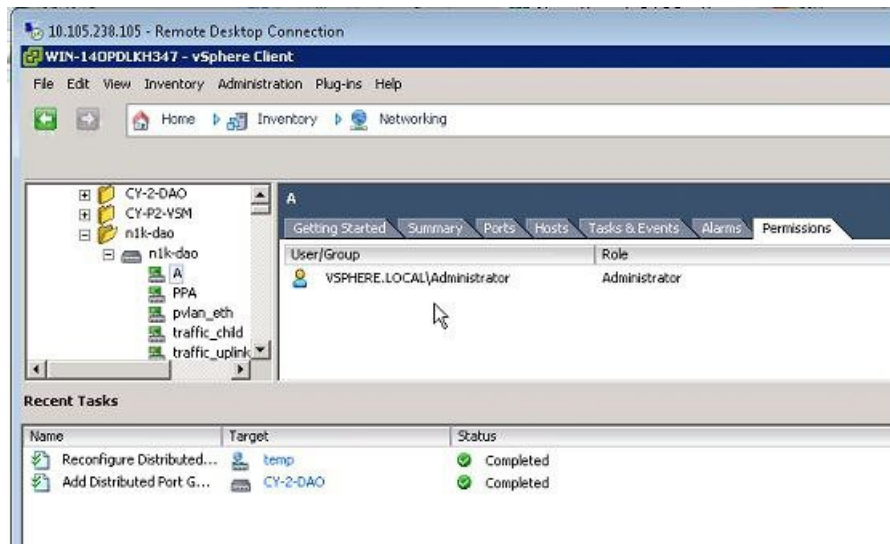 10.105.238.105 - Remote Desktop Connection
WIN-14OPDLKH347 - vSphere Client
File Edit View Inventory Administration Plug-ins Help
Home Inventory Networking
CY-2-DAO
CY-P2-VSM
n1k-dao
n1k-dao
A
PPA
pvlan_eth
traffic_child
traffic_uplink
A
Getting Started Summary Ports Hosts Tasks & Events Alarms Permissions
User/Group Role
VSPHERE.LOCAL\Administrator Administrator
Recent Tasks
Name Target Status
Reconfigure Distributed... temp Completed
Add Distributed Port G... CY-2-DAO Completed